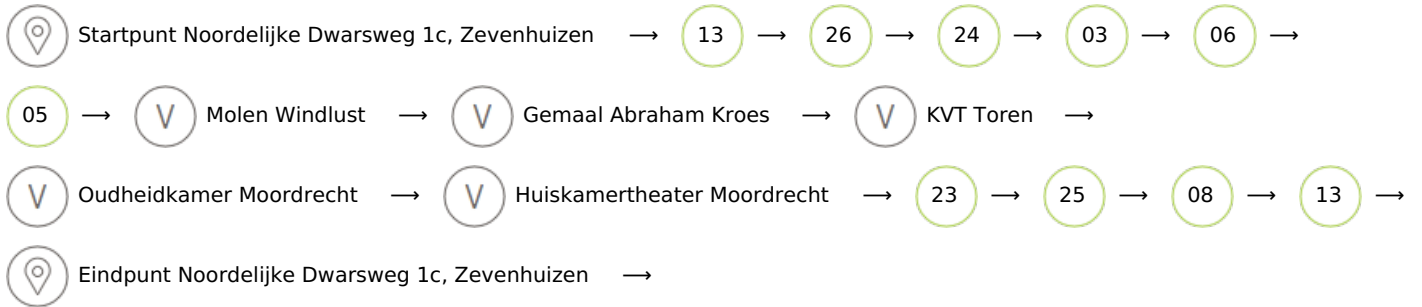 Startpunt Noordelijke Dwarsweg 1c, Zevenhuizen → 13 → 26 → 24 → 03 → 06 →
05 → V Molen Windlust → V Gemaal Abraham Kroes → V KVT Toren →
V Oudheidkamer Moordrecht → V Huiskamertheater Moordrecht → 23 → 25 → 08 → 13 →
Eindpunt Noordelijke Dwarsweg 1c, Zevenhuizen →